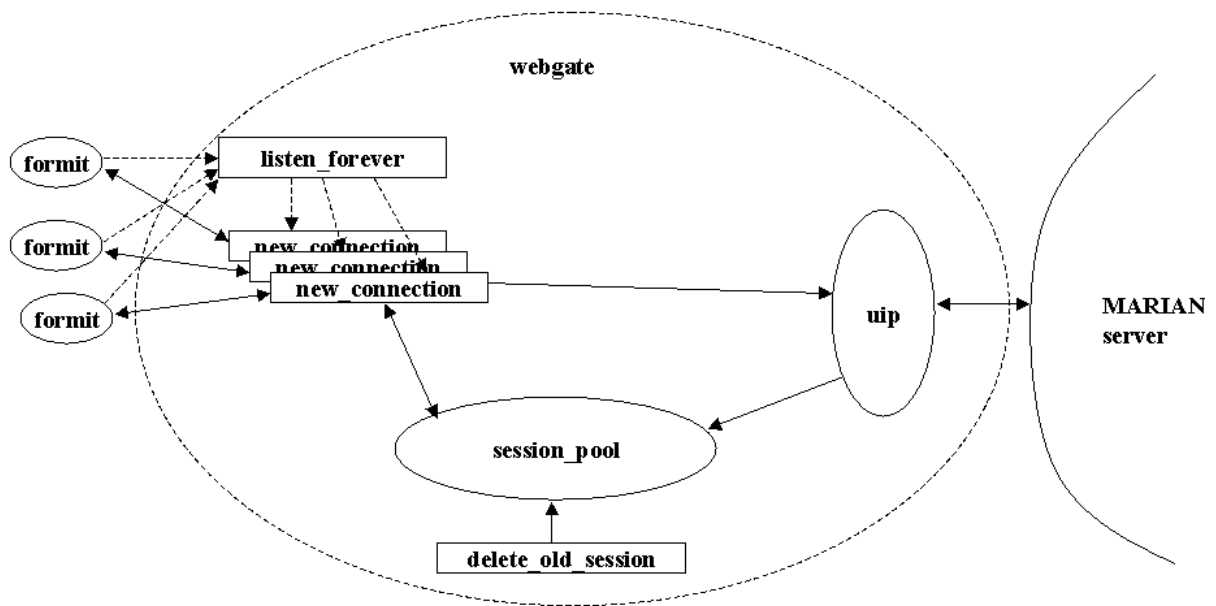 webgate
formit
listen_forever
formit
new_connection
new_connection
new_connection
formit
uip
MARIAN
server
session_pool
delete_old_session